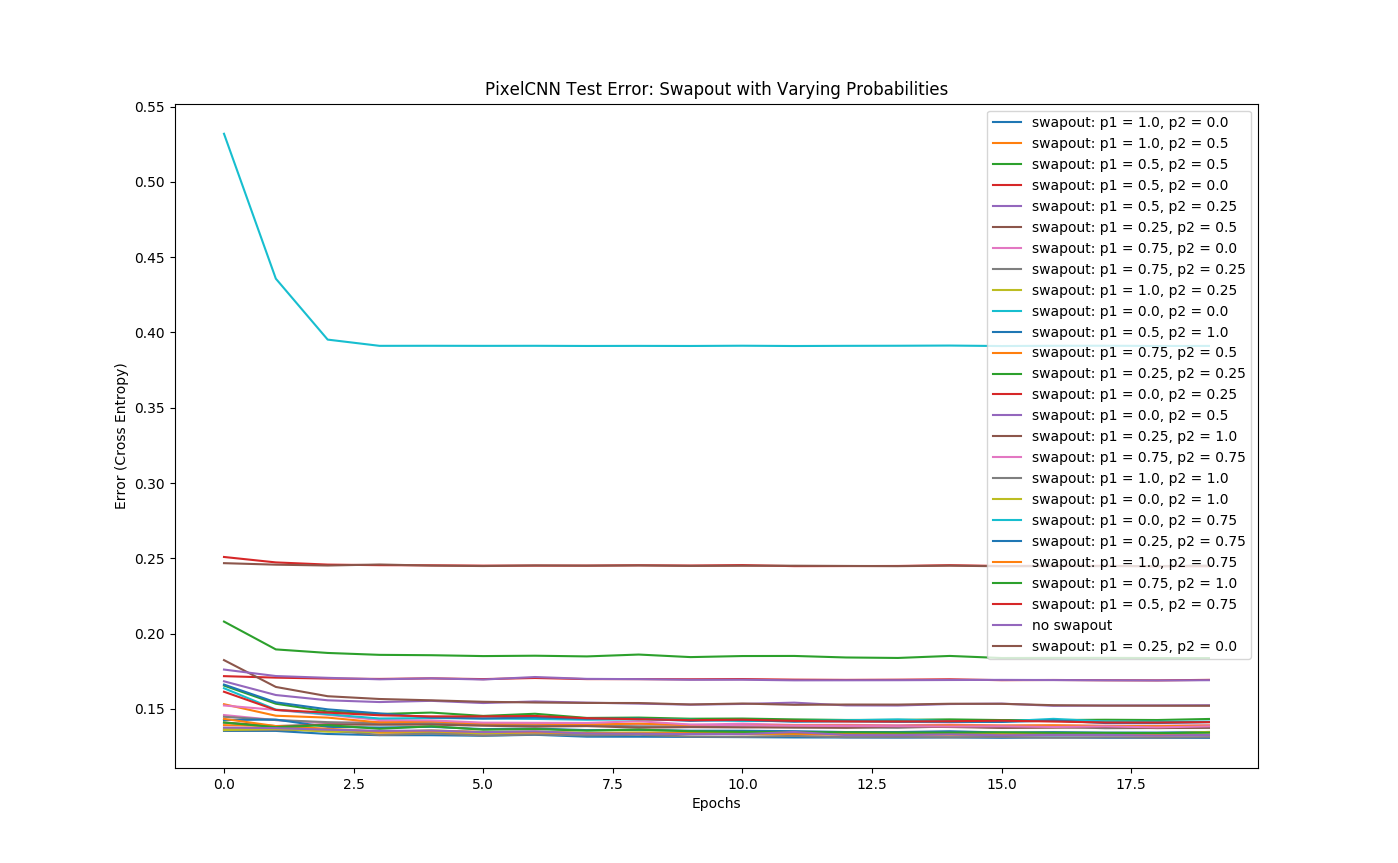 PixelCNN Test Error: Swapout with Varying Probabilities
0.55
0.50
0.45
0.40
0.35
0.30
0.25
0.20
0.15
Error (Cross Entropy)
swapout: p1 = 1.0, p2 = 0.0
swapout: p1 = 1.0, p2 = 0.5
swapout: p1 = 0.5, p2 = 0.5
swapout: p1 = 0.5, p2 = 0.0
swapout: p1 = 0.5, p2 = 0.25
swapout: p1 = 0.25, p2 = 0.5
swapout: p1 = 0.75, p2 = 0.0
swapout: p1 = 0.75, p2 = 0.25
swapout: p1 = 1.0, p2 = 0.25
swapout: p1 = 0.0, p2 = 0.0
swapout: p1 = 0.5, p2 = 1.0
swapout: p1 = 0.75, p2 = 0.5
swapout: p1 = 0.25, p2 = 0.25
swapout: p1 = 0.0, p2 = 0.25
swapout: p1 = 0.0, p2 = 0.5
swapout: p1 = 0.25, p2 = 1.0
swapout: p1 = 0.75, p2 = 0.75
swapout: p1 = 1.0, p2 = 1.0
swapout: p1 = 0.0, p2 = 1.0
swapout: p1 = 0.0, p2 = 0.75
swapout: p1 = 0.25, p2 = 0.75
swapout: p1 = 1.0, p2 = 0.75
swapout: p1 = 0.75, p2 = 1.0
swapout: p1 = 0.5, p2 = 0.75
no swapout
swapout: p1 = 0.25, p2 = 0.0
0.0 2.5 5.0 7.5 10.0 12.5 15.0 17.5
Epochs